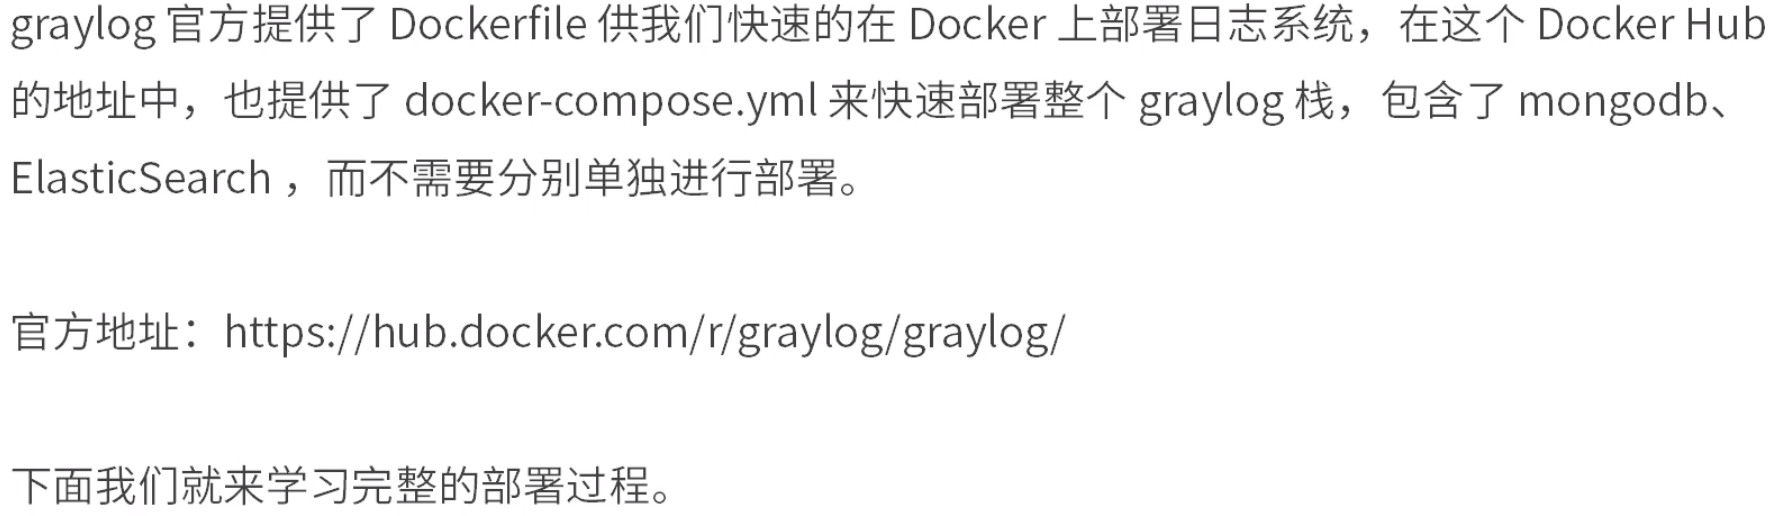 graylog 官方提供了 Dockerfile 供我们快速的在 Docker 上部署日志系统，在这个 Docker Hub
的地址中，也提供了 docker-compose.yml 来快速部署整个 graylog 栈，包含了 mongodb、
ElasticSearch ，而不需要分别单独进行部署。
官方地址：https://hub.docker.com/r/graylog/graylog/
下面我们就来学习完整的部署过程。